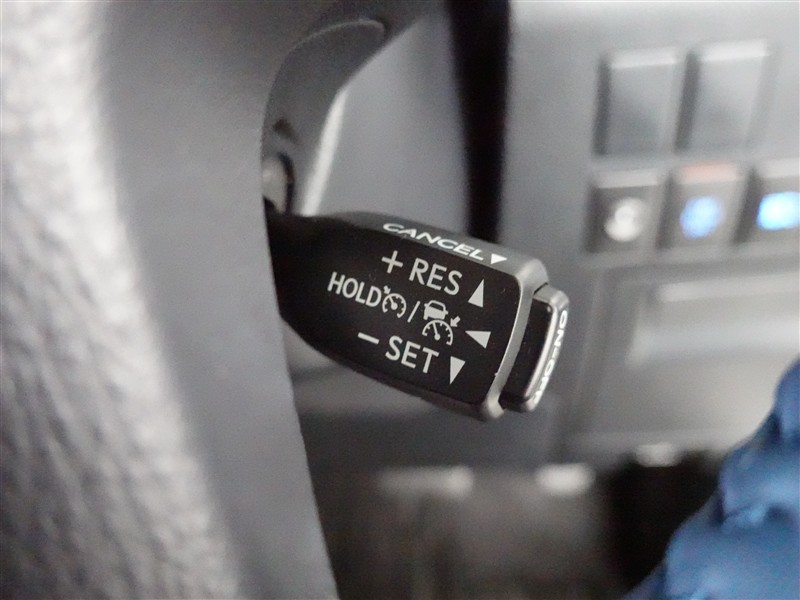 CANCEL▼
+ RES ▲
HOLD /
− SET ▼
ON-OFF